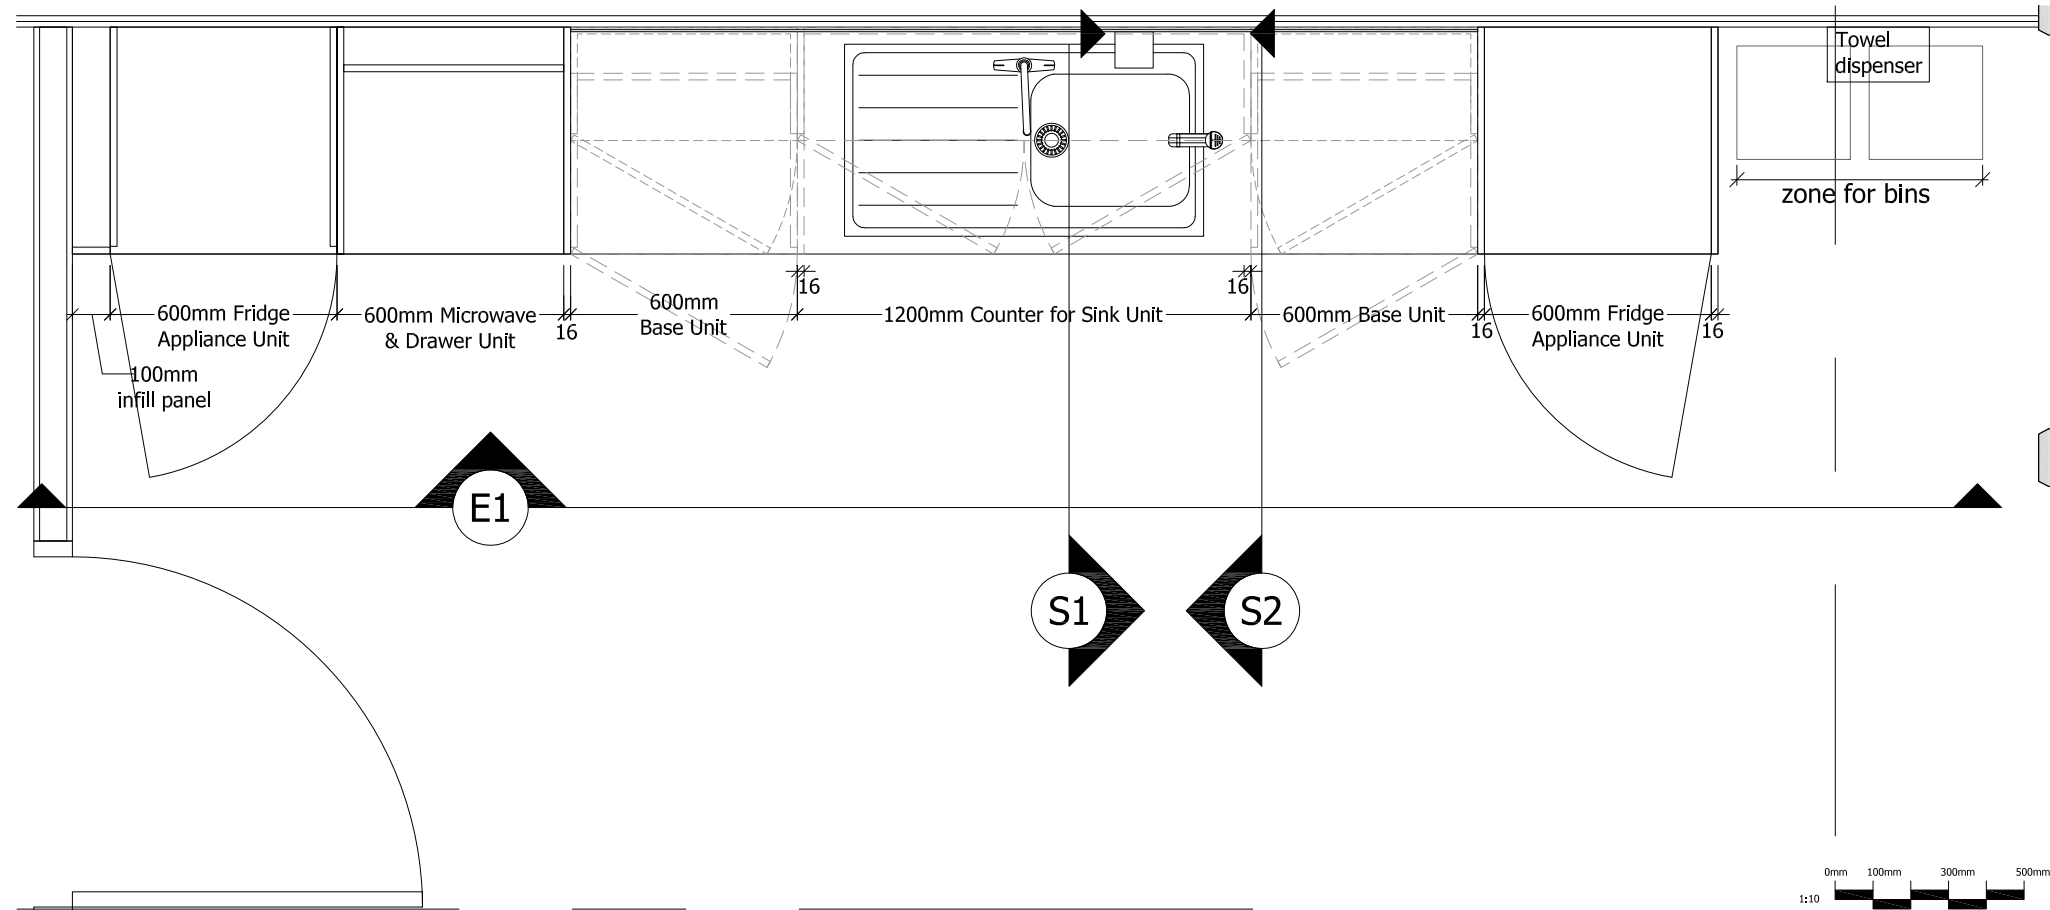 Towel
dispenser
zone for bins
16
16
600mm Fridge
Appliance Unit
600mm Microwave
& Drawer Unit
16
600mm
Base Unit
1200mm Counter for Sink Unit
600mm Base Unit
16
600mm Fridge
Appliance Unit
16
100mm
infill panel
E1
S1
S2
0mm 100mm 300mm 500mm
1:10